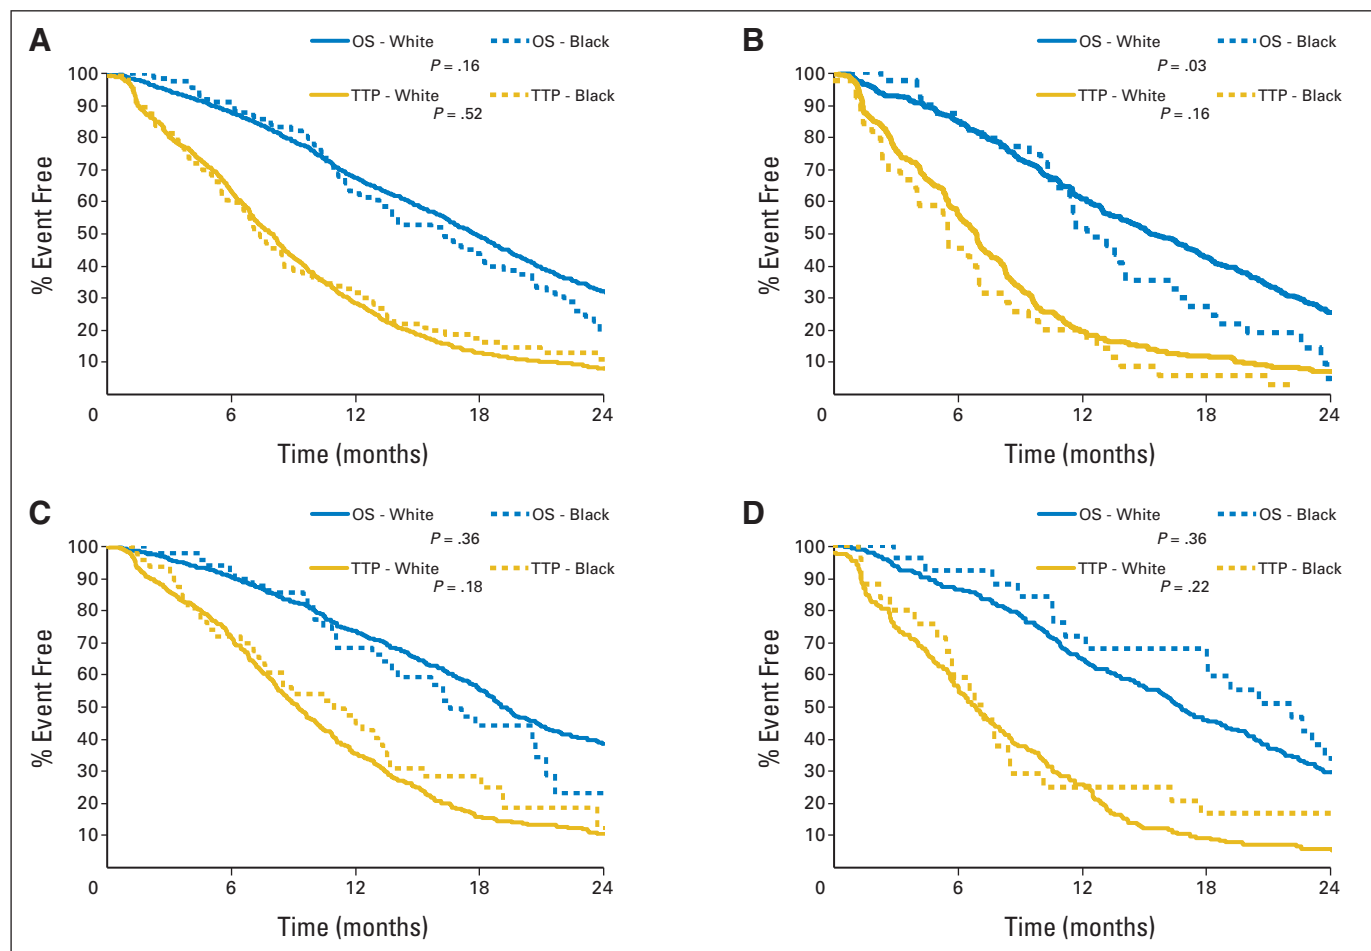 A
OS - White OS - Black
P = .16
TTP - White TTP - Black
P = .52
% Event Free
100
90
80
70
60
50
40
30
20
10
0 6 12 18 24
Time (months)
B
OS - White OS - Black
P = .03
TTP - White TTP - Black
P = .16
% Event Free
100
90
80
70
60
50
40
30
20
10
0 6 12 18 24
Time (months)
C
OS - White OS - Black
P = .36
TTP - White TTP - Black
P = .18
% Event Free
100
90
80
70
60
50
40
30
20
10
0 6 12 18 24
Time (months)
D
OS - White OS - Black
P = .36
TTP - White TTP - Black
P = .22
% Event Free
100
90
80
70
60
50
40
30
20
10
0 6 12 18 24
Time (months)